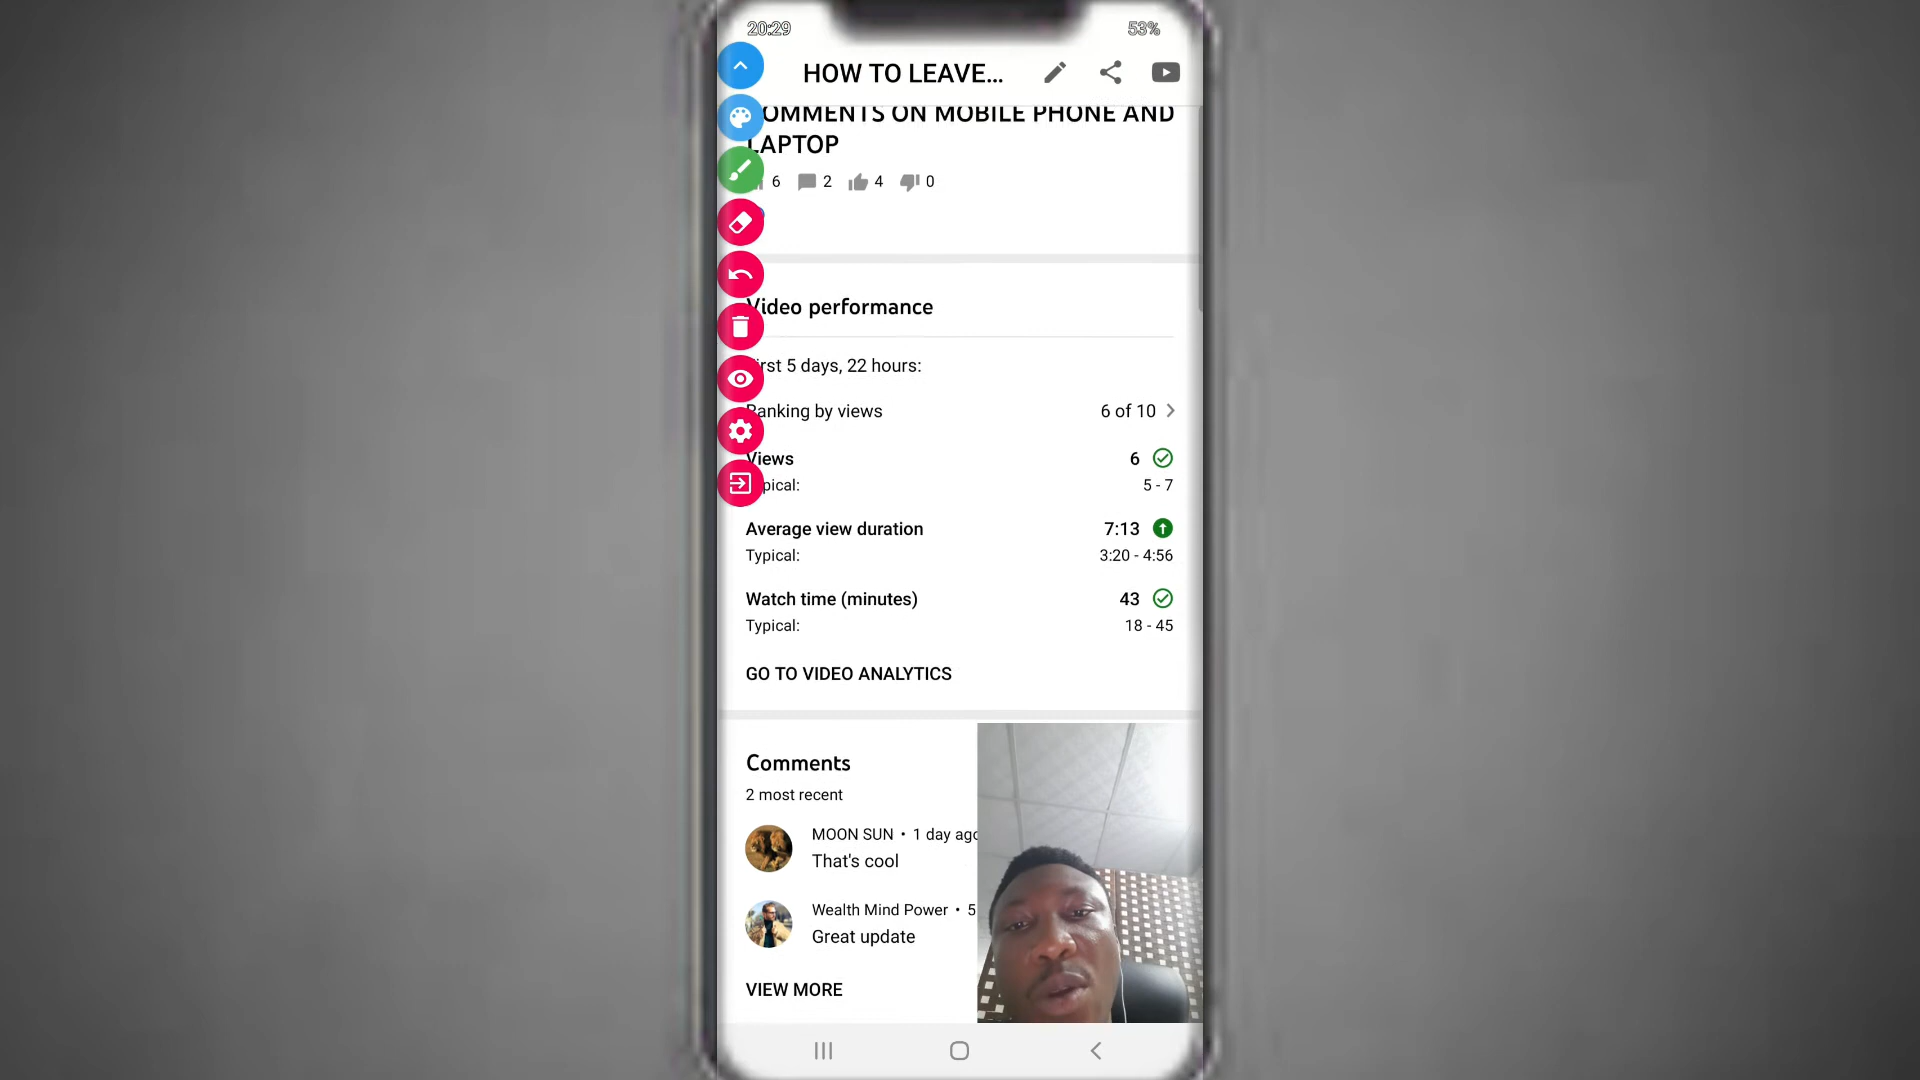 20:29 53%
HOW TO LEAVE...
OMMENTS ON MOBILE PHONE AND
LAPTOP
6 2 4 0
Video performance
irst 5 days, 22 hours:
Ranking by views 6 of 10
Views 6
pical: 5 - 7
Average view duration 7:13
Typical: 3:20 - 4:56
Watch time (minutes) 43
Typical: 18 - 45
GO TO VIDEO ANALYTICS
Comments
2 most recent
MOON SUN • 1 day ago
That's cool
Wealth Mind Power • 5
Great update
VIEW MORE